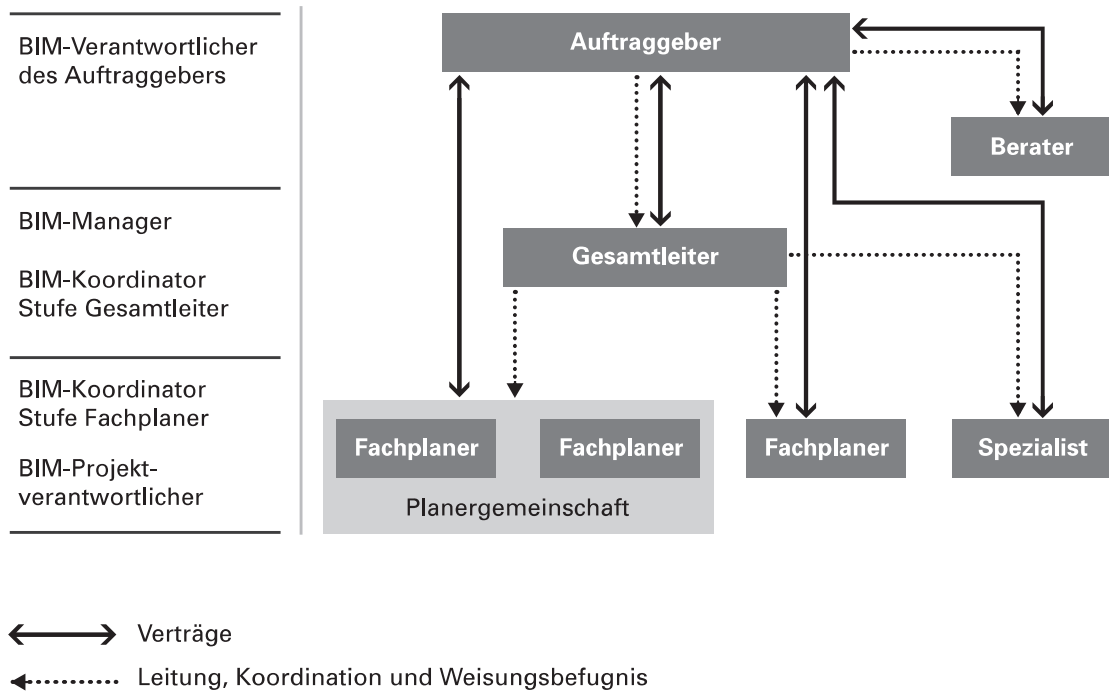 BIM-Verantwortlicher
des Auftraggebers
BIM-Manager
BIM-Koordinator
Stufe Gesamtleiter
BIM-Koordinator
Stufe Fachplaner
BIM-Projekt-
verantwortlicher
Auftraggeber
Berater
Gesamtleiter
Fachplaner
Fachplaner
Fachplaner
Spezialist
Planergemeinschaft
Verträge
Leitung, Koordination und Weisungsbefugnis